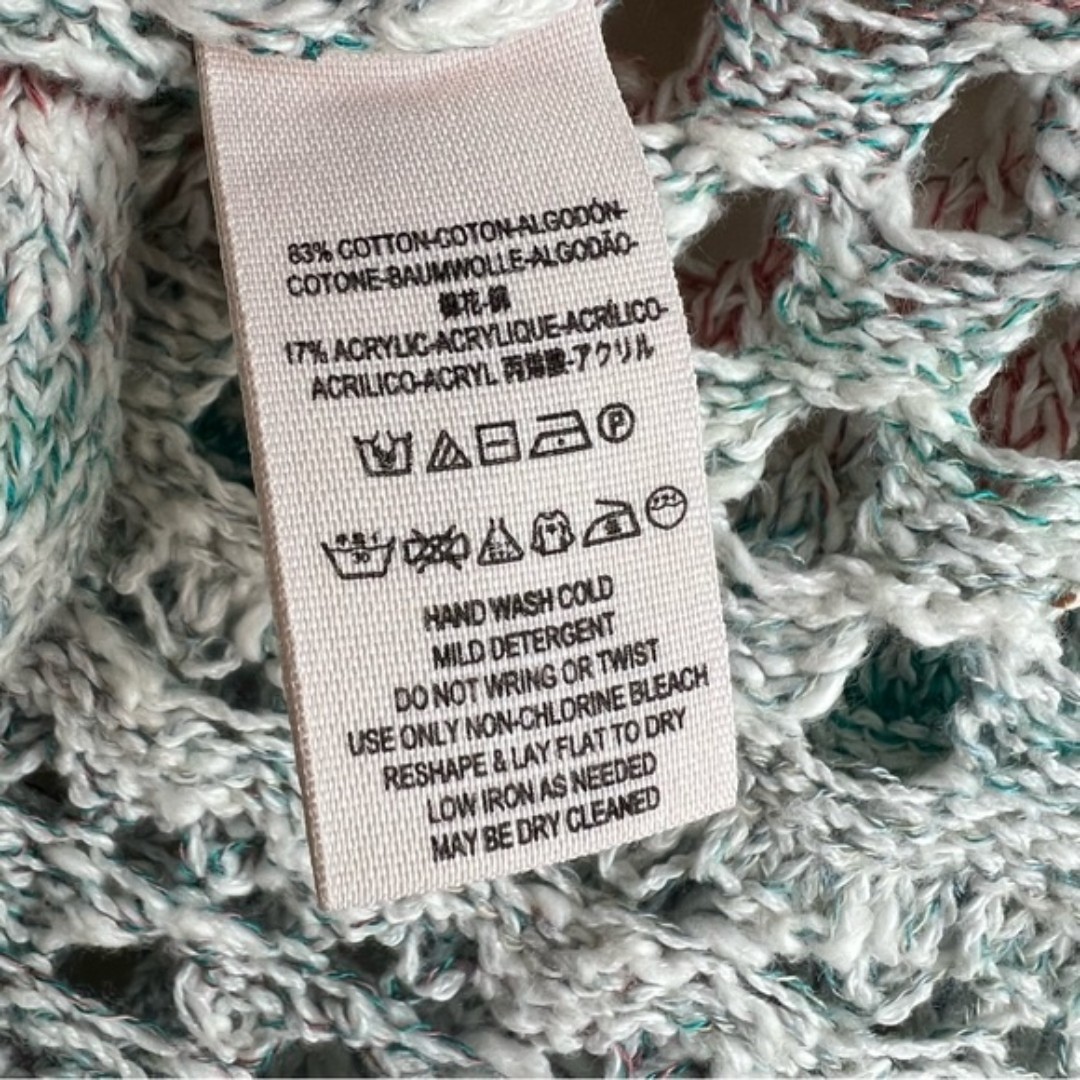 83% COTTON-COTON-ALGODÓN-
COTONE-BAUMWOLLE-ALGODÃO-
棉花-綿
17% ACRYLIC-ACRYLIQUE-ACRÍLICO-
ACRILICO-ACRYL 丙烯酸-アクリル
P
30
HAND WASH COLD
MILD DETERGENT
DO NOT WRING OR TWIST
USE ONLY NON-CHLORINE BLEACH
RESHAPE & LAY FLAT TO DRY
LOW IRON AS NEEDED
MAY BE DRY CLEANED